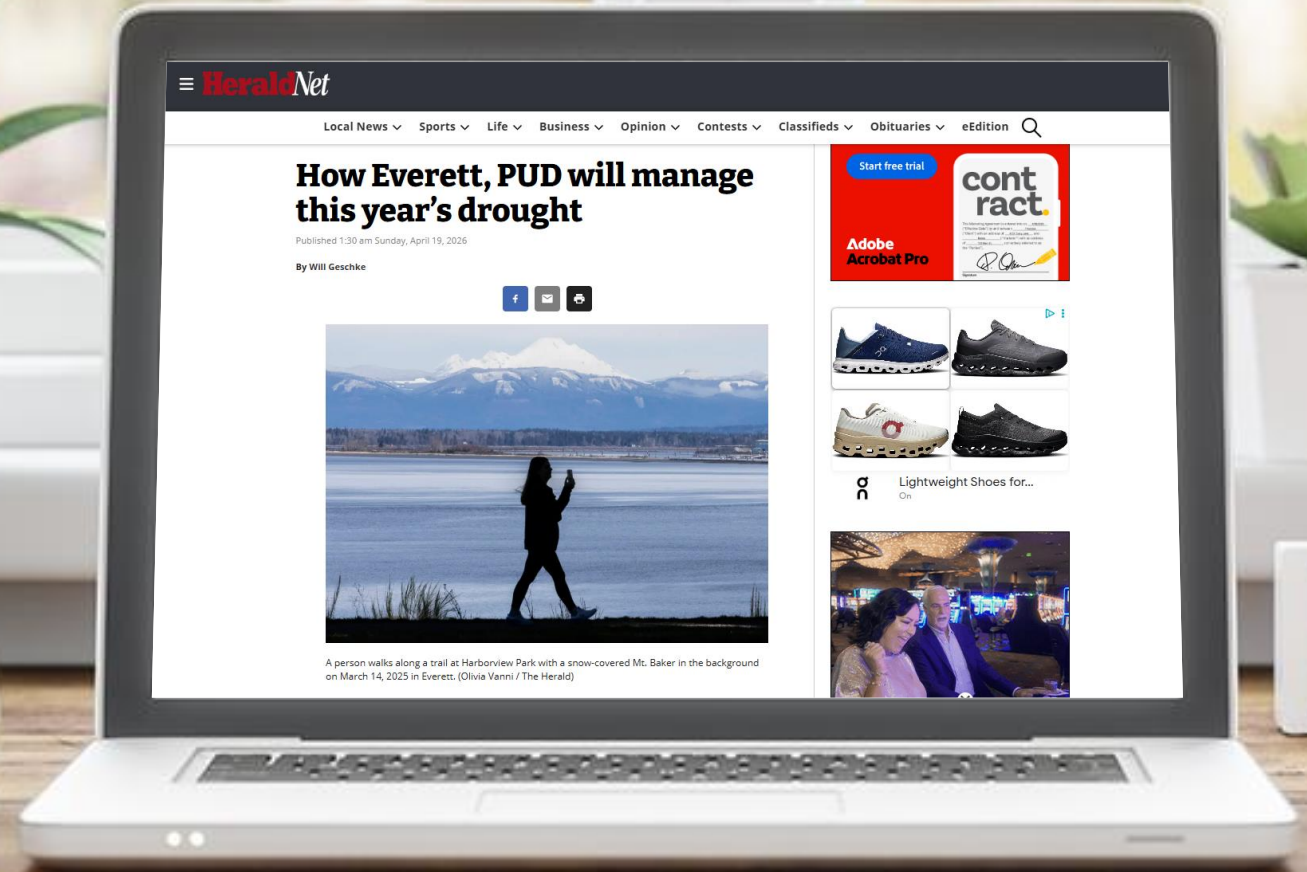 HeraldNet
Local News
Sports
Life
Business
Opinion
Contests
Classifieds
Obituaries
eEdition
How Everett, PUD will manage
this year's drought
Published 1:30 am Sunday, April 19, 2026
By Will Geschke
A person walks along a trail at Harborview Park with a snow-covered Mt. Baker in the background
on March 14, 2025 in Everett. (Olivia Vanni / The Herald)
Start free trial
cont
ract.
Adobe
Acrobat Pro
Lightweight Shoes for...
On